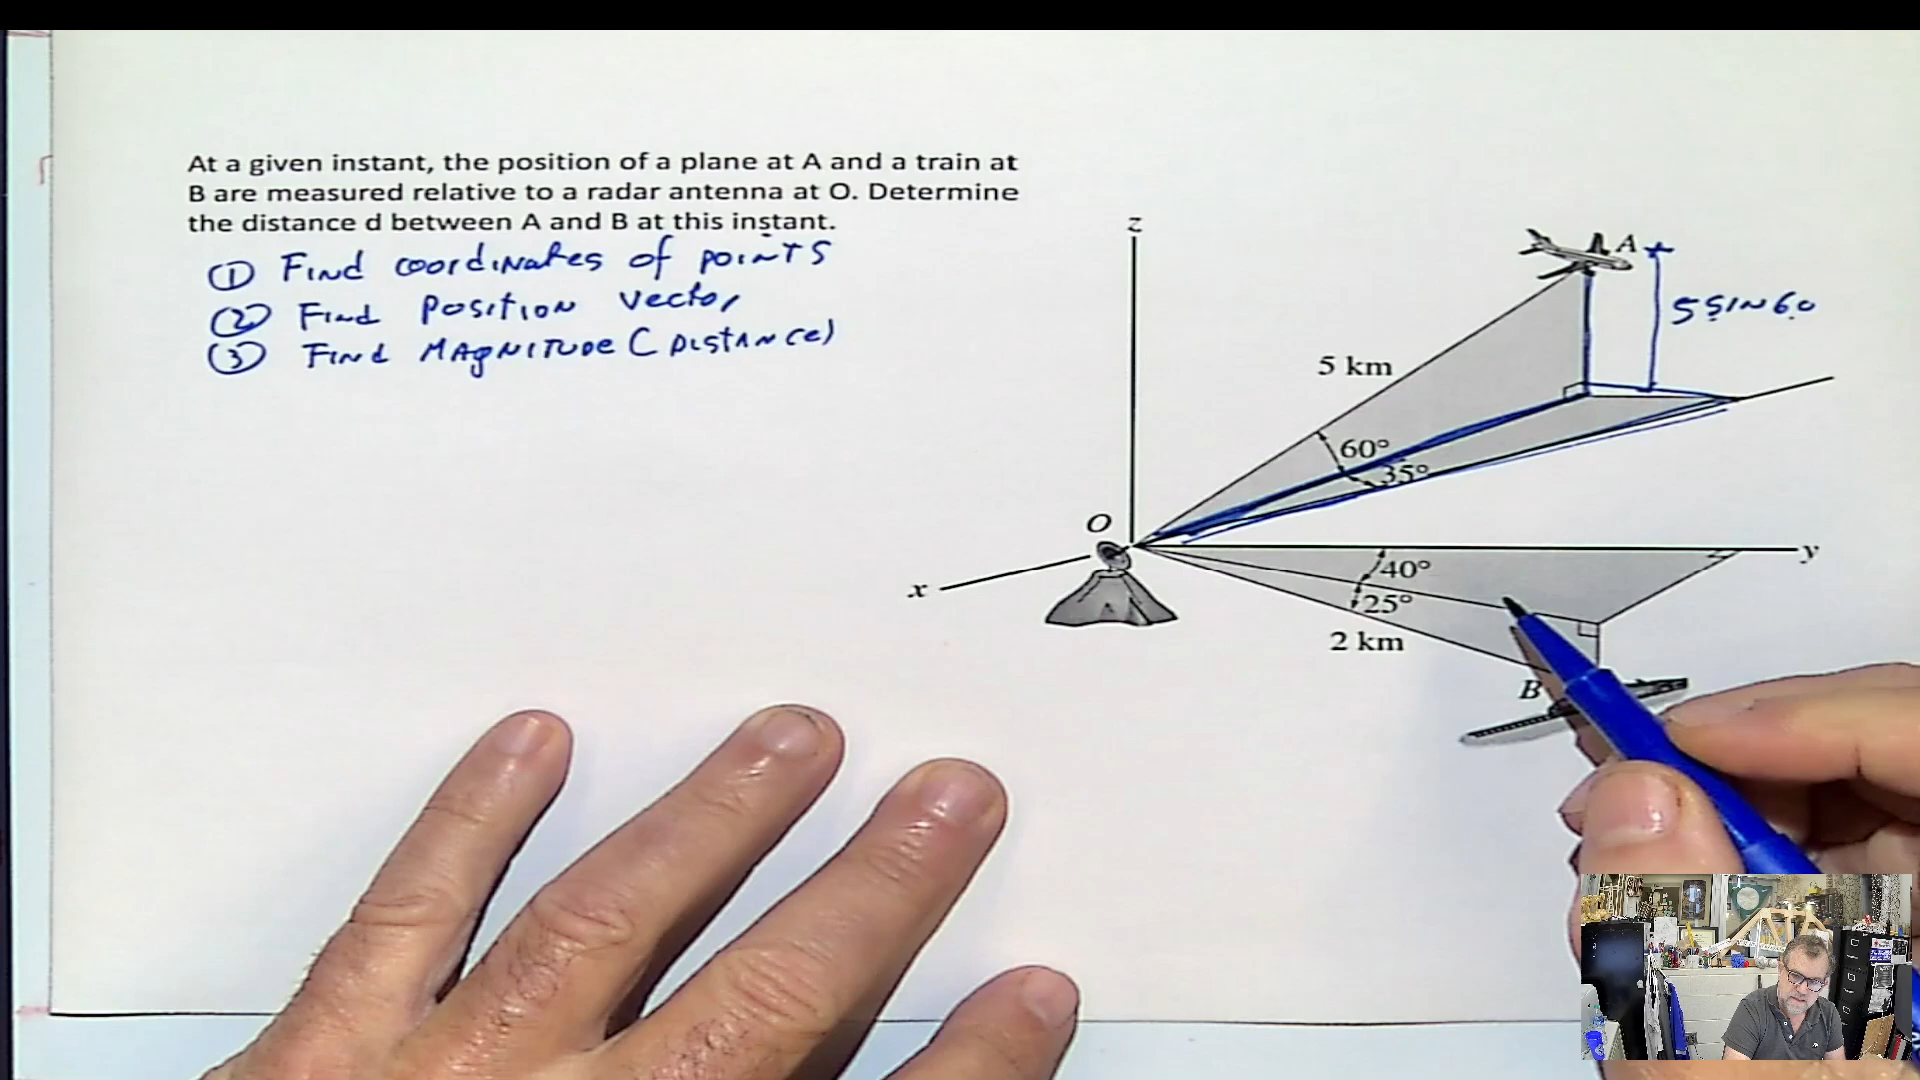 At a given instant, the position of a plane at A and a train at
B are measured relative to a radar antenna at O. Determine
the distance d between A and B at this instant.
① Find coordinates of points
② Find Position vector
③ Find MAGNITUDE (DISTANCE)
z
A
5 SIN 60
5 km
60°
35°
O
y
x
40°
25°
2 km
B